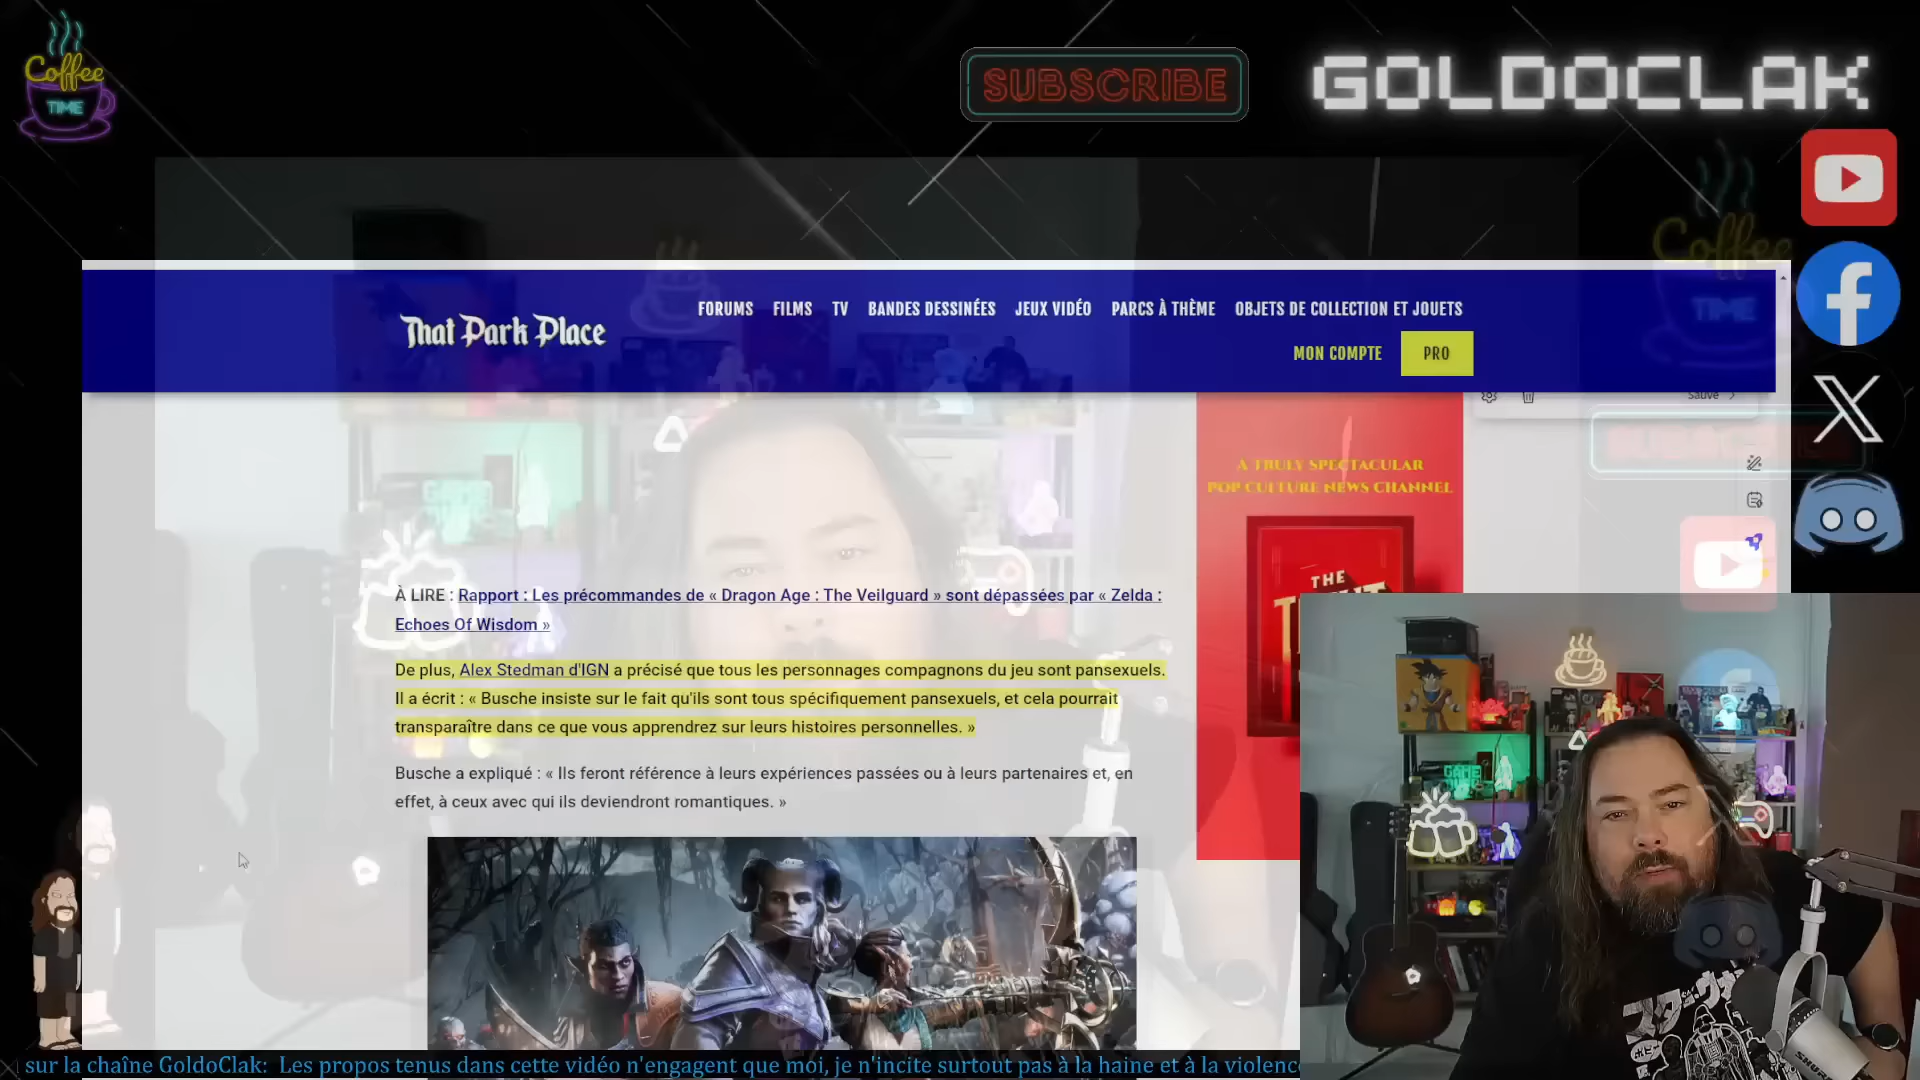 Coffee
TIME
SUBSCRIBE
GOLDOCLAK
That Park Place
FORUMS FILMS TV BANDES DESSINÉES JEUX VIDÉO PARCS À THÈME OBJETS DE COLLECTION ET JOUETS
MON COMPTE PRO
Sauve
A TRULY SPECTACULAR
POP CULTURE NEWS CHANNEL
THE
À LIRE : Rapport : Les précommandes de « Dragon Age : The Veilguard » sont dépassées par « Zelda :
Echoes Of Wisdom »
De plus, Alex Stedman d'IGN a précisé que tous les personnages compagnons du jeu sont pansexuels.
Il a écrit : « Busche insiste sur le fait qu'ils sont tous spécifiquement pansexuels, et cela pourrait
transparaître dans ce que vous apprendrez sur leurs histoires personnelles. »
Busche a expliqué : « Ils feront référence à leurs expériences passées ou à leurs partenaires et, en
effet, à ceux avec qui ils deviendront romantiques. »
sur la chaîne GoldoClak: Les propos tenus dans cette vidéo n'engagent que moi, je n'incite surtout pas à la haine et à la violenc